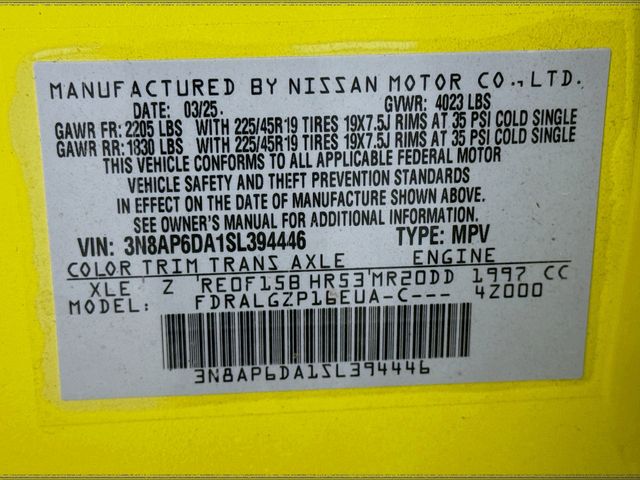 MANUFACTURED BY NISSAN MOTOR CO., LTD.
DATE: 03/25. GVWR: 4023 LBS
GAWR FR: 2205 LBS WITH 225/45R19 TIRES 19X7.5J RIMS AT 35 PSI COLD SINGLE
GAWR RR: 1830 LBS WITH 225/45R19 TIRES 19X7.5J RIMS AT 35 PSI COLD SINGLE
THIS VEHICLE CONFORMS TO ALL APPLICABLE FEDERAL MOTOR
VEHICLE SAFETY AND THEFT PREVENTION STANDARDS
IN EFFECT ON THE DATE OF MANUFACTURE SHOWN ABOVE.
SEE OWNER'S MANUAL FOR ADDITIONAL INFORMATION
VIN: 3N8AP6DA1SL394446 TYPE: MPV
COLOR TRIM TRANS AXLE ENGINE
XLE Z RE0F15B HR53 MR20DD 1997 CC
MODEL: FDRALGZP16EUA-C--- 4Z000
3N8AP6DA1SL394446